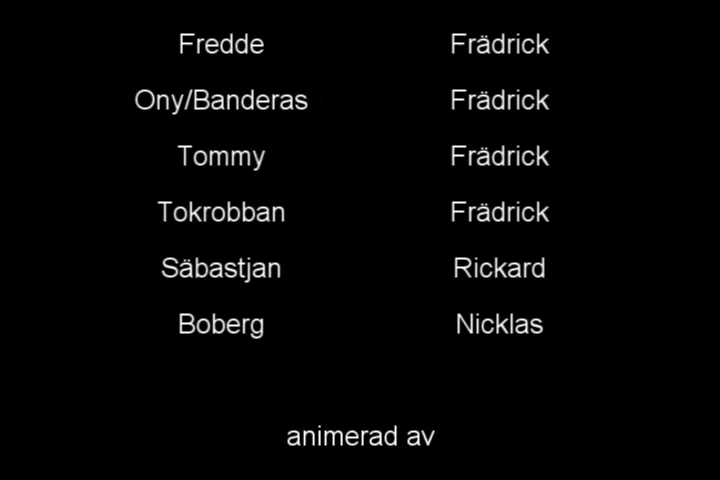 Fredde Frädrick
Ony/Banderas Frädrick
Tommy Frädrick
Tokrobban Frädrick
Säbastjan Rickard
Boberg Nicklas
animerad av